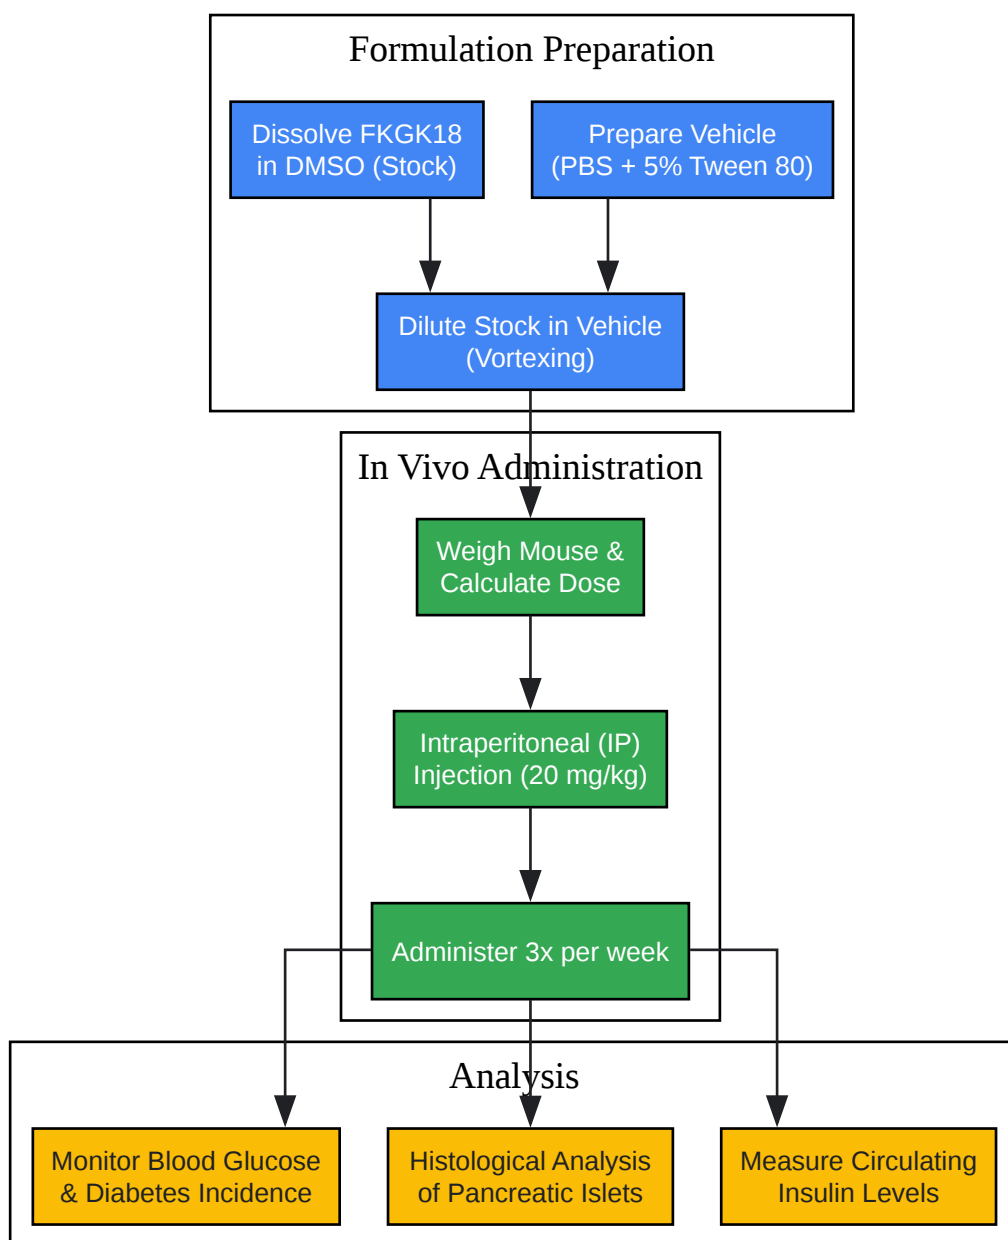 Formulation Preparation
Dissolve FKGK18
in DMSO (Stock)
Prepare Vehicle
(PBS + 5% Tween 80)
Dilute Stock in Vehicle
(Vortexing)
In Vivo Administration
Weigh Mouse &
Calculate Dose
Intraperitoneal (IP)
Injection (20 mg/kg)
Administer 3x per week
Analysis
Monitor Blood Glucose
& Diabetes Incidence
Histological Analysis
of Pancreatic Islets
Measure Circulating
Insulin Levels